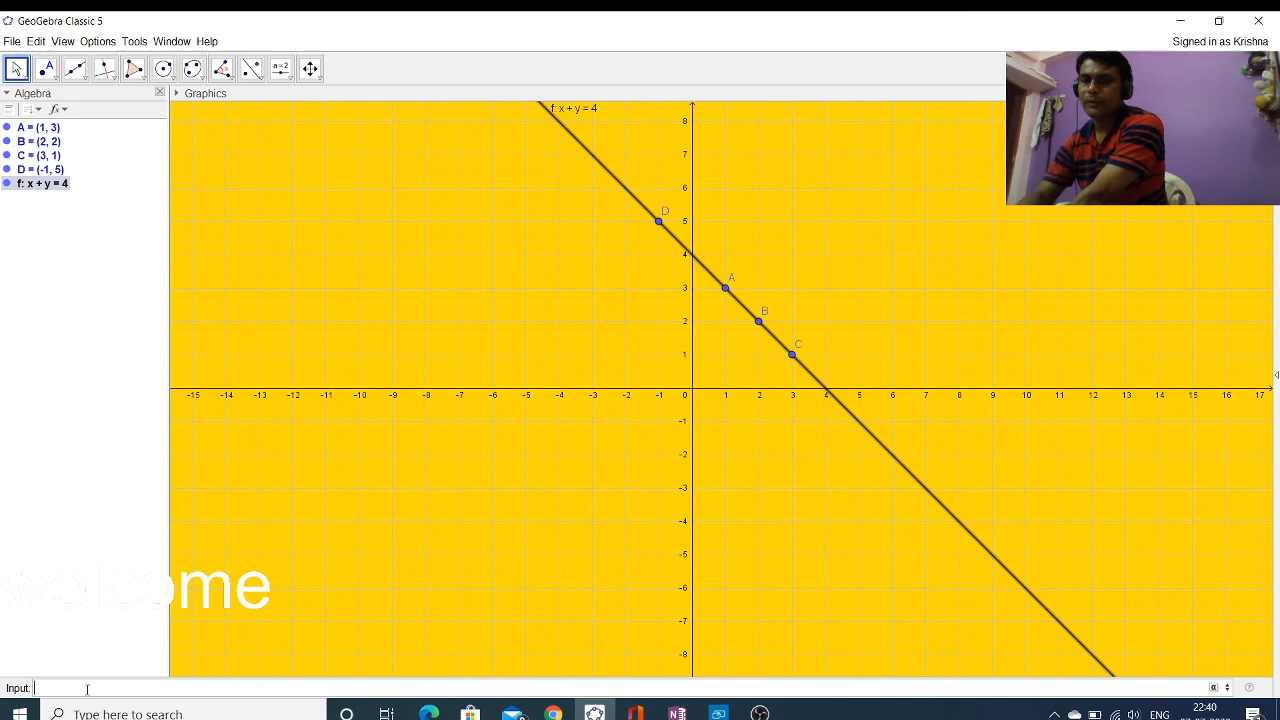 GeoGebra Classic 5
File Edit View Options Tools Window Help
Signed in as Krishna
A
a=2
Algebra
Graphics
fx
A = (1, 3)
B = (2, 2)
C = (3, 1)
D = (-1, 5)
f: x + y = 4
f: x + y = 4
8
7
6
5
4
3
2
1
D
A
B
C
-15 -14 -13 -12 -11 -10 -9 -8 -7 -6 -5 -4 -3 -2 -1 0 1 2 3 4 5 6 7 8 9 10 11 12 13 14 15 16 17
-1
-2
-3
-4
-5
-6
-7
-8
welcome
Input:
α
Type here to search
ENG
22:40